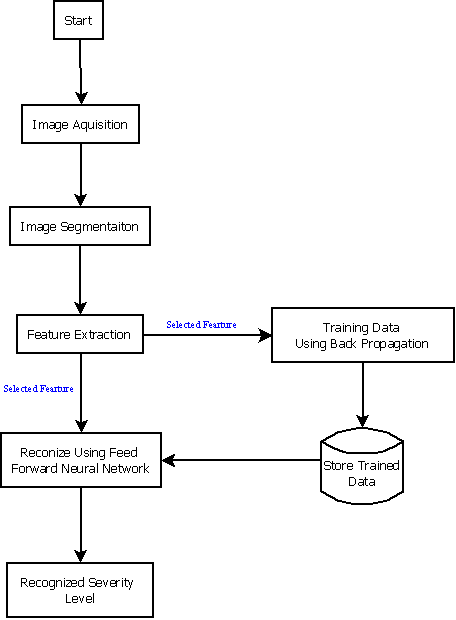 Start
Image Aquisition
Image Segmentaiton
Feature Extraction
Selected Fearture
Training Data
Using Back Propagation
Selected Fearture
Reconize Using Feed
Forward Neural Network
Store Trained
Data
Recognized Severity
Level